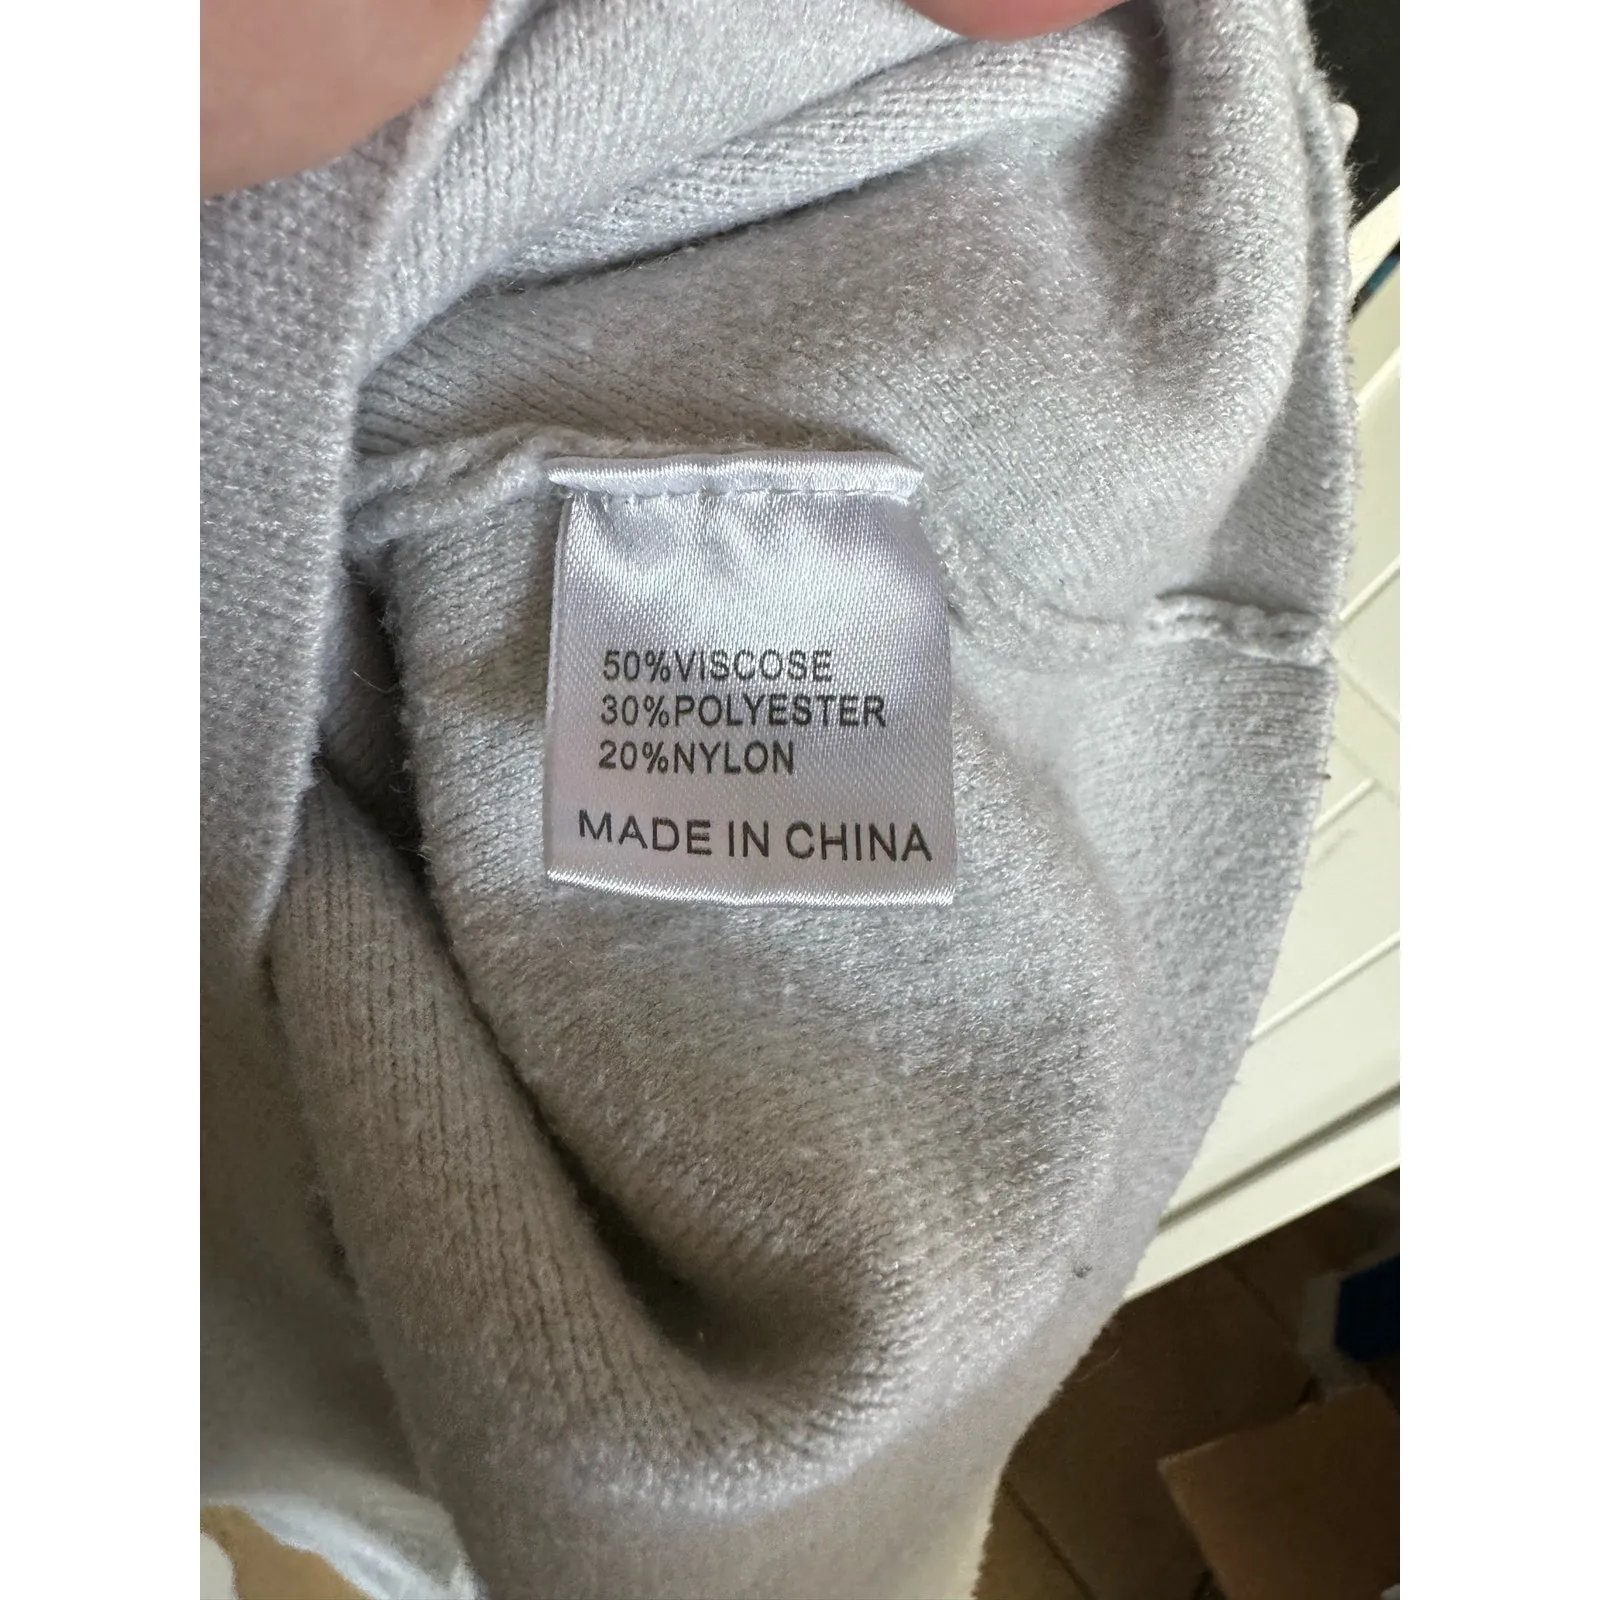 50%VISCOSE
30%POLYESTER
20%NYLON
MADE IN CHINA